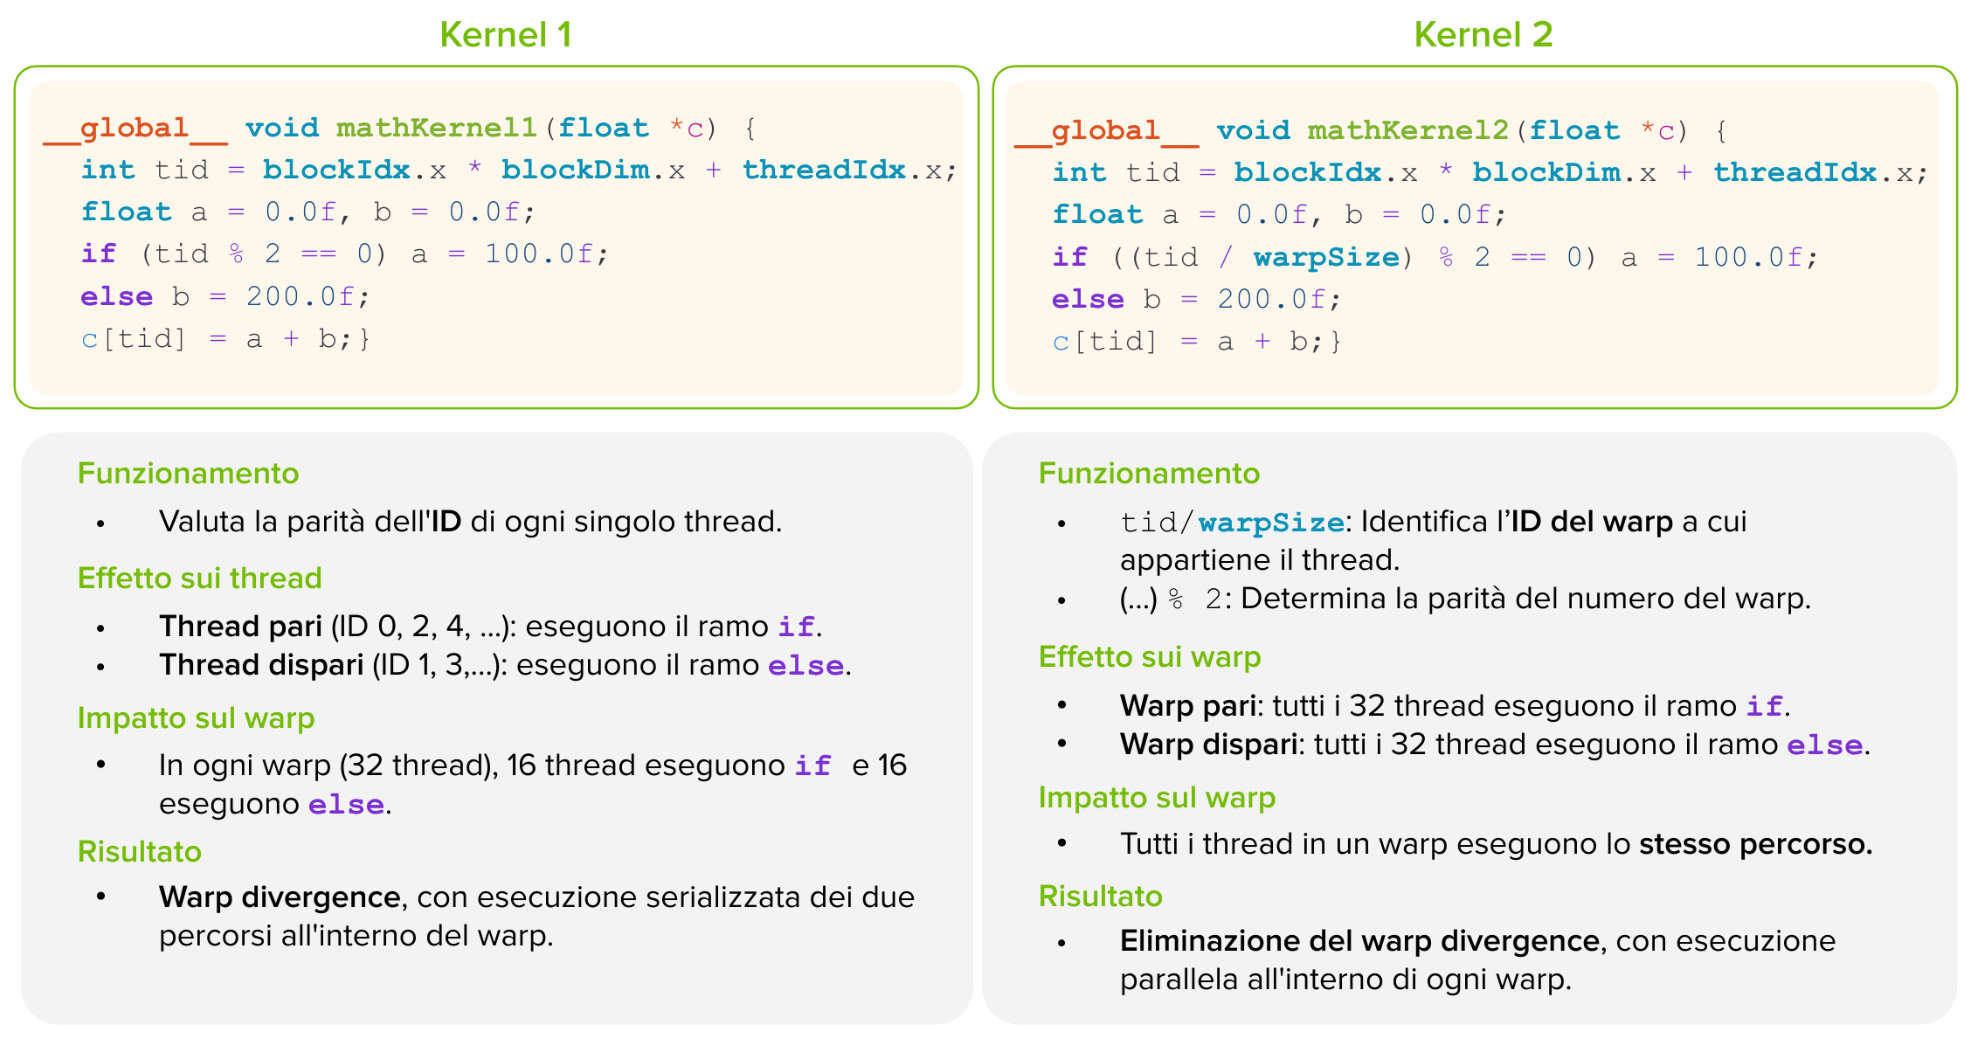 Kernel 1
__global__ void mathKernel1(float *c) {
int tid = blockIdx.x * blockDim.x + threadIdx.x;
float a = 0.0f, b = 0.0f;
if (tid % 2 == 0) a = 100.0f;
else b = 200.0f;
c[tid] = a + b;}
Funzionamento
• Valuta la parità dell'ID di ogni singolo thread.
Effetto sui thread
• Thread pari (ID 0, 2, 4, ...): eseguono il ramo if.
• Thread dispari (ID 1, 3,...): eseguono il ramo else.
Impatto sul warp
• In ogni warp (32 thread), 16 thread eseguono if e 16
eseguono else.
Risultato
• Warp divergence, con esecuzione serializzata dei due
percorsi all'interno del warp.
Kernel 2
__global__ void mathKernel2(float *c) {
int tid = blockIdx.x * blockDim.x + threadIdx.x;
float a = 0.0f, b = 0.0f;
if ((tid / warpSize) % 2 == 0) a = 100.0f;
else b = 200.0f;
c[tid] = a + b;}
Funzionamento
• tid/warpSize: Identifica l’ID del warp a cui
appartiene il thread.
• (...) % 2: Determina la parità del numero del warp.
Effetto sui warp
• Warp pari: tutti i 32 thread eseguono il ramo if.
• Warp dispari: tutti i 32 thread eseguono il ramo else.
Impatto sul warp
• Tutti i thread in un warp eseguono lo stesso percorso.
Risultato
• Eliminazione del warp divergence, con esecuzione
parallela all'interno di ogni warp.